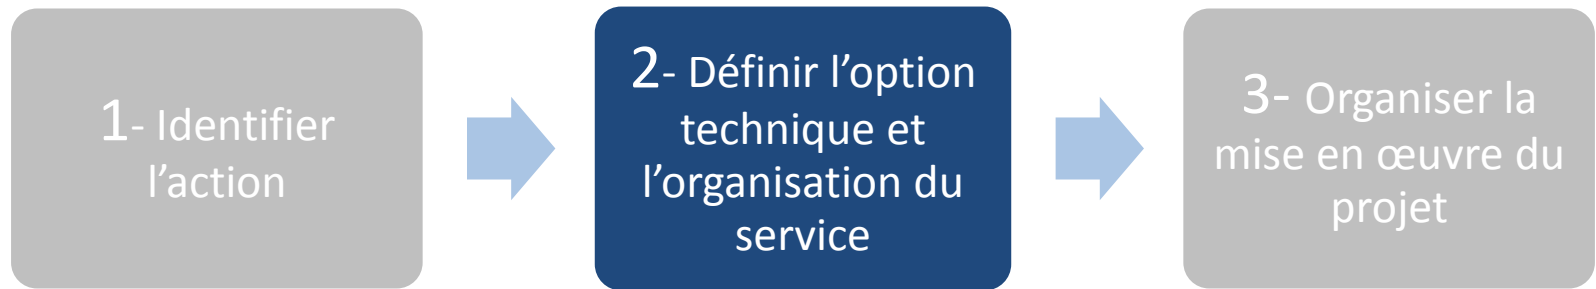 1- Identifier
l’action
2- Définir l’option
technique et
l’organisation du
service
3- Organiser la
mise en œuvre du
projet